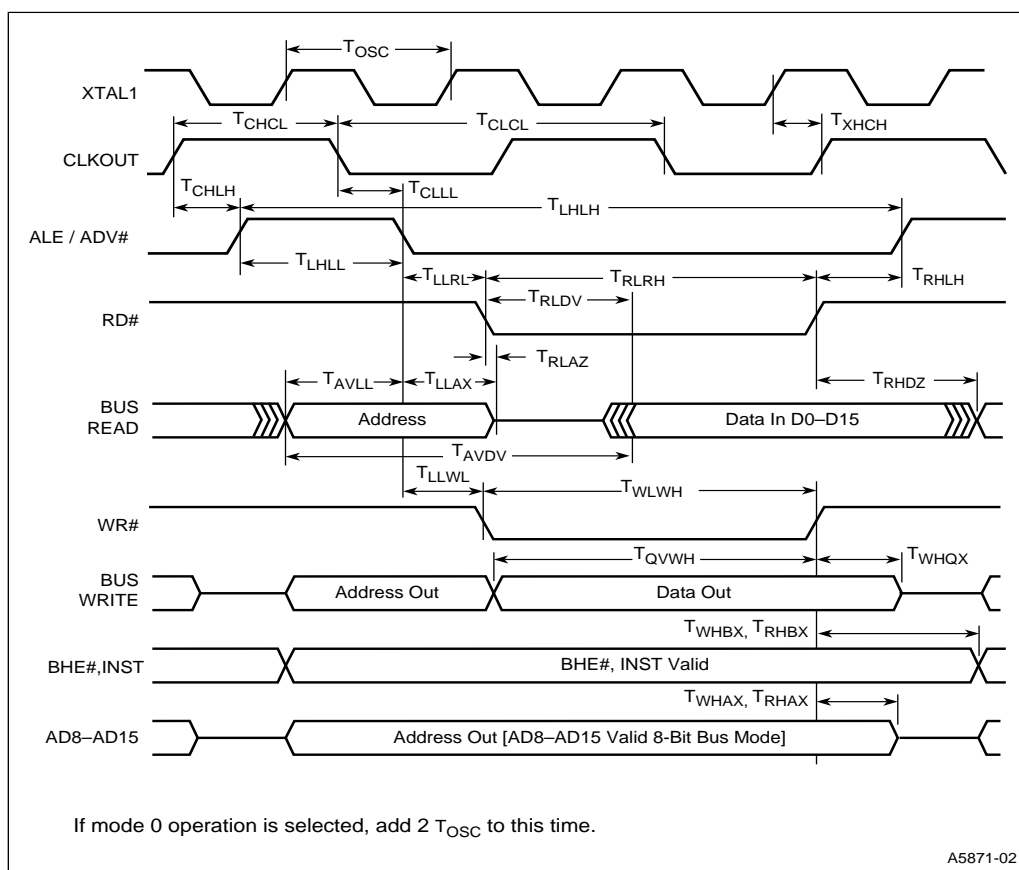 TOSC
XTAL1
TCHCL
TCLCL
TXHCH
CLKOUT
TCHLH
TCLLL
TLHLH
ALE / ADV#
TLHLL
TLLRL
TRLRH
TRHLH
TRLDV
RD#
TRLAZ
TAVLL
TLLAX
TRHDZ
BUS
READ
Address
Data In D0–D15
TAVDV
TLLWL
TWLWH
WR#
TQVWH
TWHQX
BUS
WRITE
Address Out
Data Out
TWHBX, TRHBX
BHE#,INST
BHE#, INST Valid
TWHAX, TRHAX
AD8–AD15
Address Out [AD8–AD15 Valid 8-Bit Bus Mode]
If mode 0 operation is selected, add 2 TOSC to this time.
A5871-02